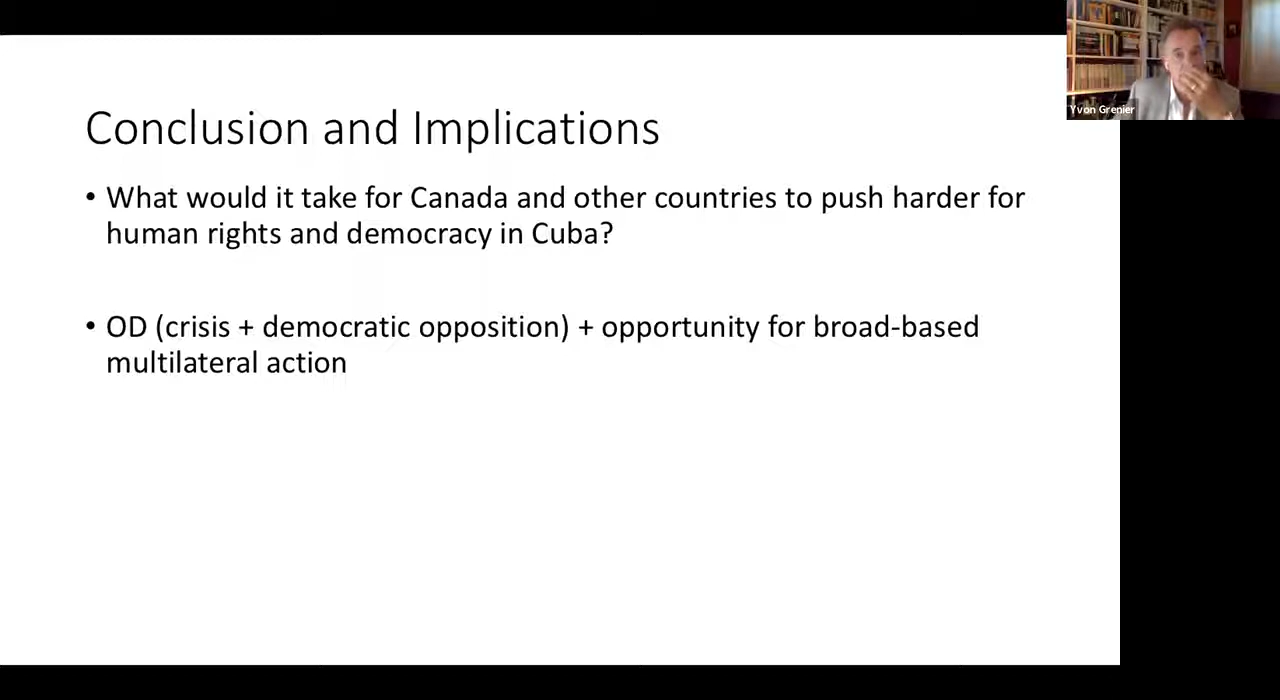 Conclusion and Implications
• What would it take for Canada and other countries to push harder for
human rights and democracy in Cuba?
• OD (crisis + democratic opposition) + opportunity for broad-based
multilateral action
Yvon Grenier